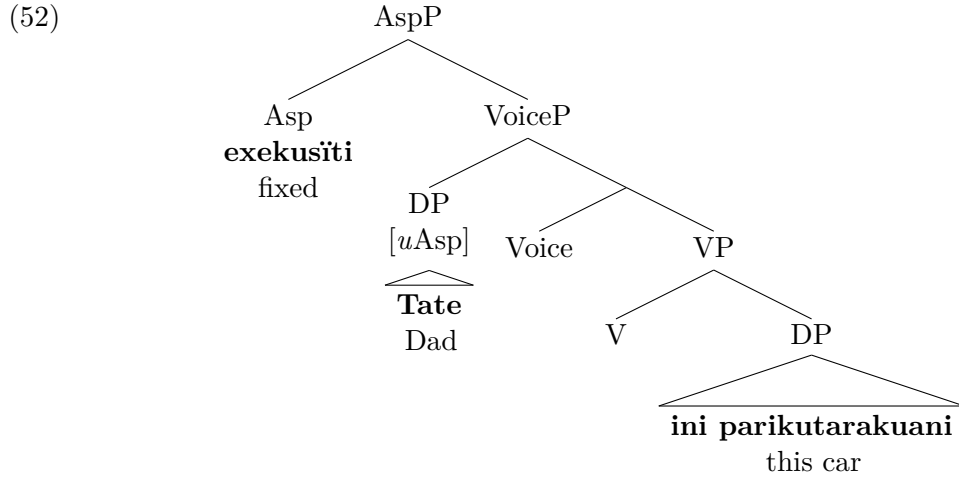 (52)
AspP
Asp VoiceP
exekusïti
fixed
DP
[uAsp] Voice VP
Tate
Dad V DP
ini parikutarakuani
this car